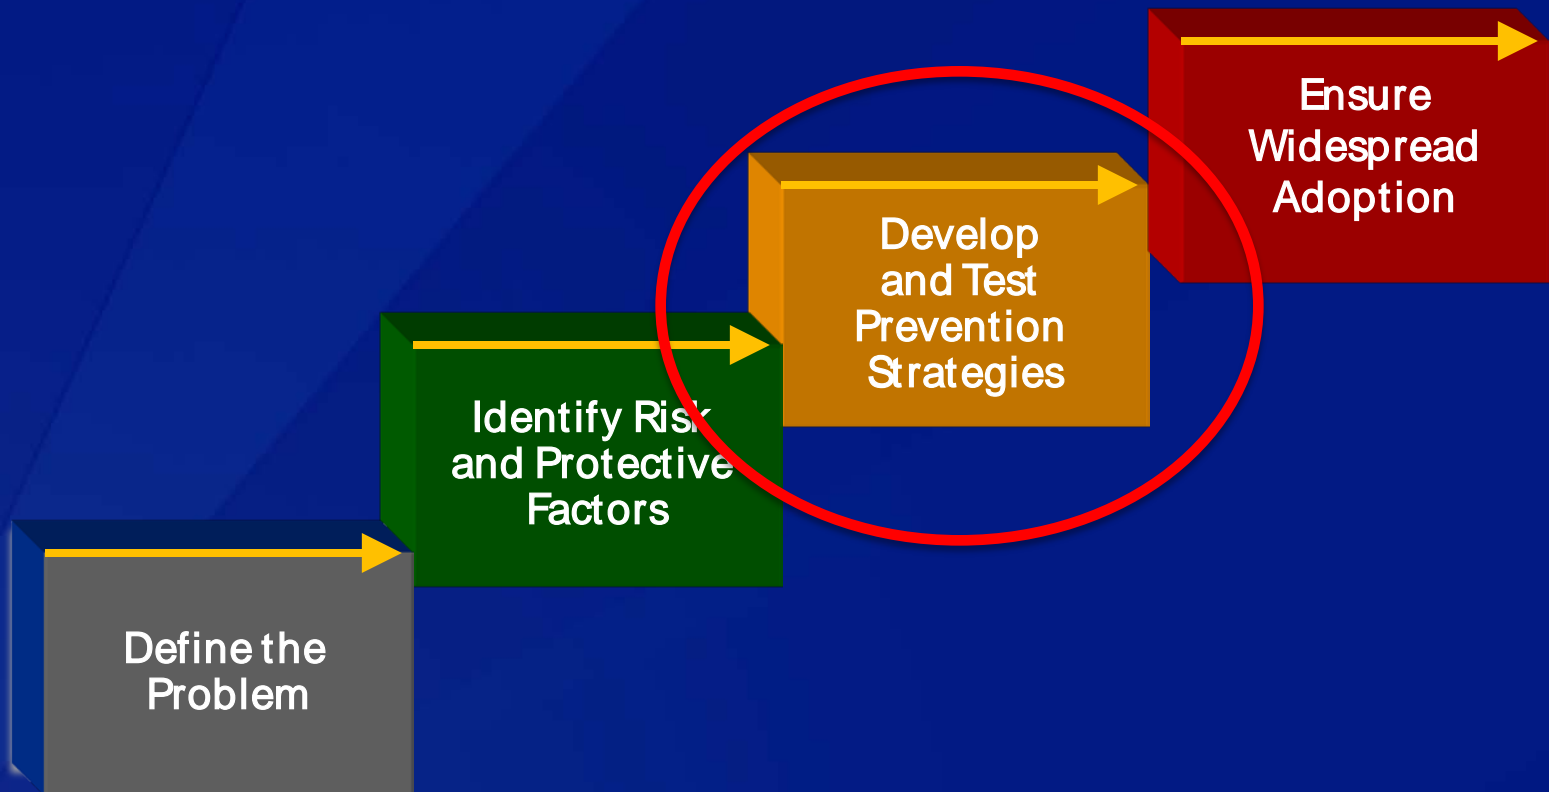 Define the
Problem
Identify Risk
and Protective
Factors
Develop
and Test
Prevention
Strategies
Ensure
Widespread
Adoption